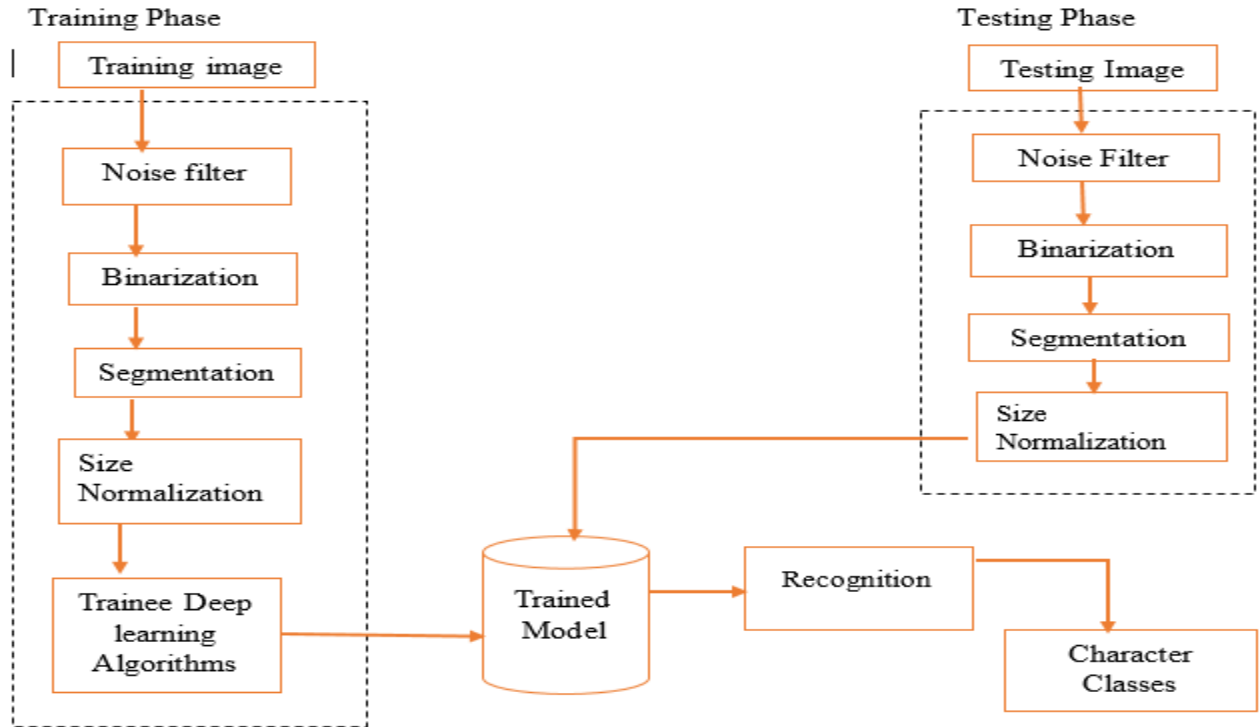 Training Phase
Training image
Noise filter
Binarization
Segmentation
Size
Normalization
Trainee Deep
learning
Algorithms
Testing Phase
Testing Image
Noise Filter
Binarization
Segmentation
Size
Normalization
Trained
Model
Recognition
Character
Classes